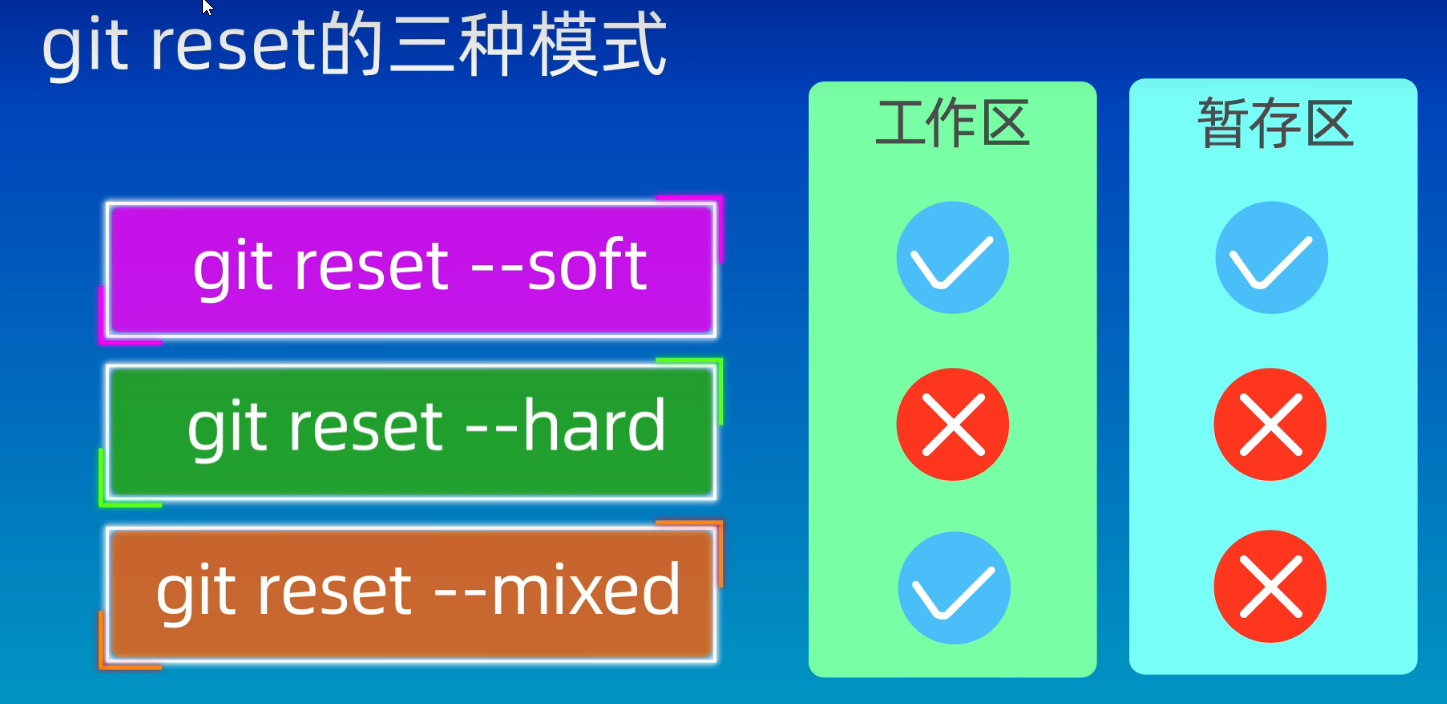 git reset的三种模式
工作区
暂存区
git reset --soft
git reset --hard
git reset --mixed